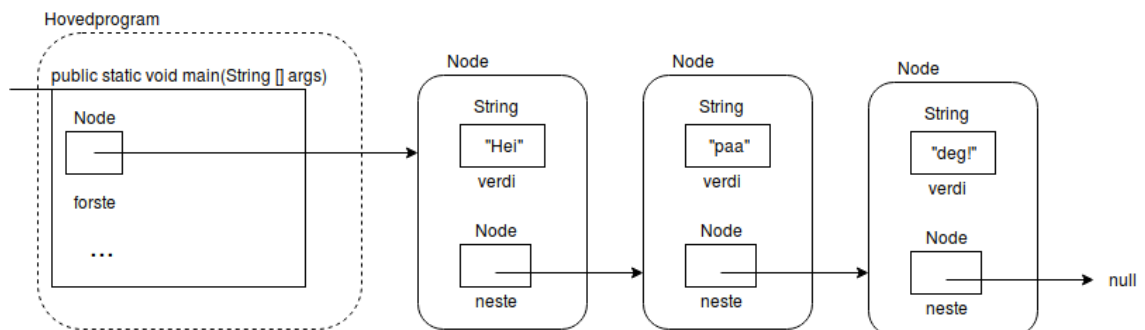 Hovedprogram
public static void main(String [] args)
Node
forste
...
Node
String
"Hei"
verdi
Node
neste
Node
String
"paa"
verdi
Node
neste
Node
String
"deg!"
verdi
Node
neste
null